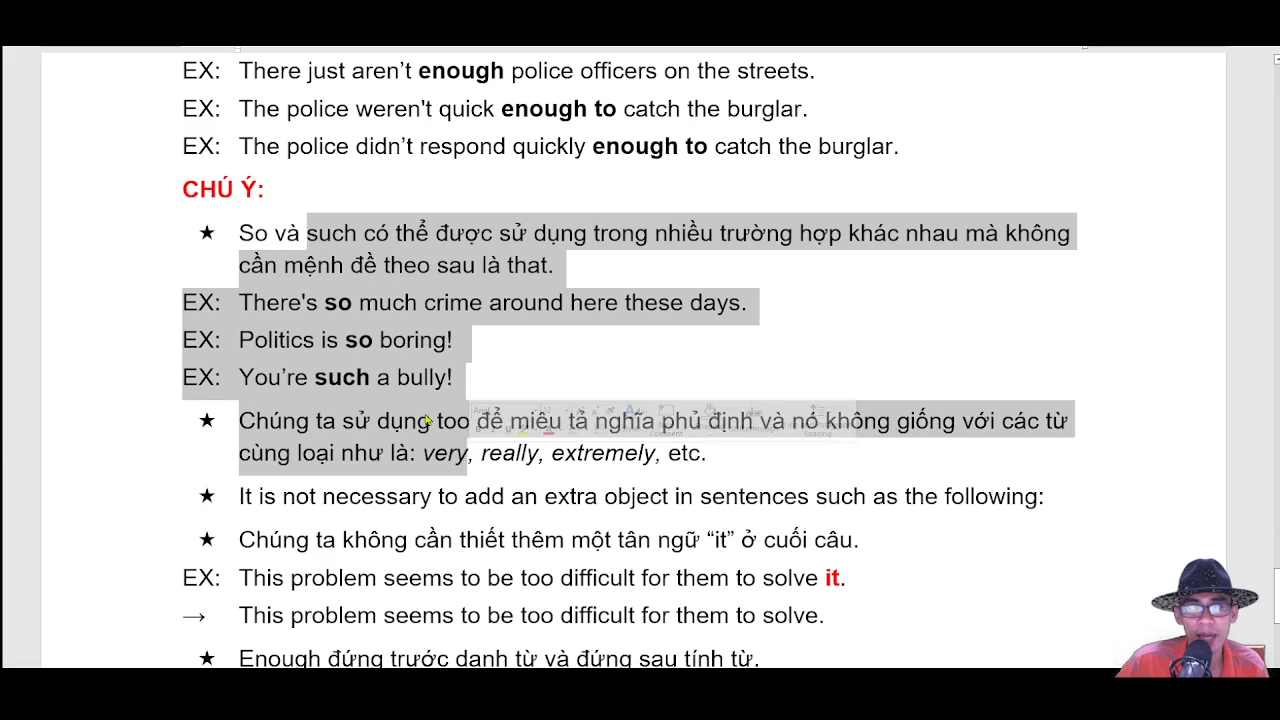 EX: There just aren’t enough police officers on the streets.
EX: The police weren't quick enough to catch the burglar.
EX: The police didn’t respond quickly enough to catch the burglar.
CHÚ Ý:
★ So và such có thể được sử dụng trong nhiều trường hợp khác nhau mà không
cần mệnh đề theo sau là that.
EX: There's so much crime around here these days.
EX: Politics is so boring!
EX: You’re such a bully!
★ Chúng ta sử dụng too để miêu tả nghĩa phủ định và nó không giống với các từ
cùng loại như là: very, really, extremely, etc.
★ It is not necessary to add an extra object in sentences such as the following:
★ Chúng ta không cần thiết thêm một tân ngữ “it” ở cuối câu.
EX: This problem seems to be too difficult for them to solve it.
→ This problem seems to be too difficult for them to solve.
★ Enough đứng trước danh từ và đứng sau tính từ.